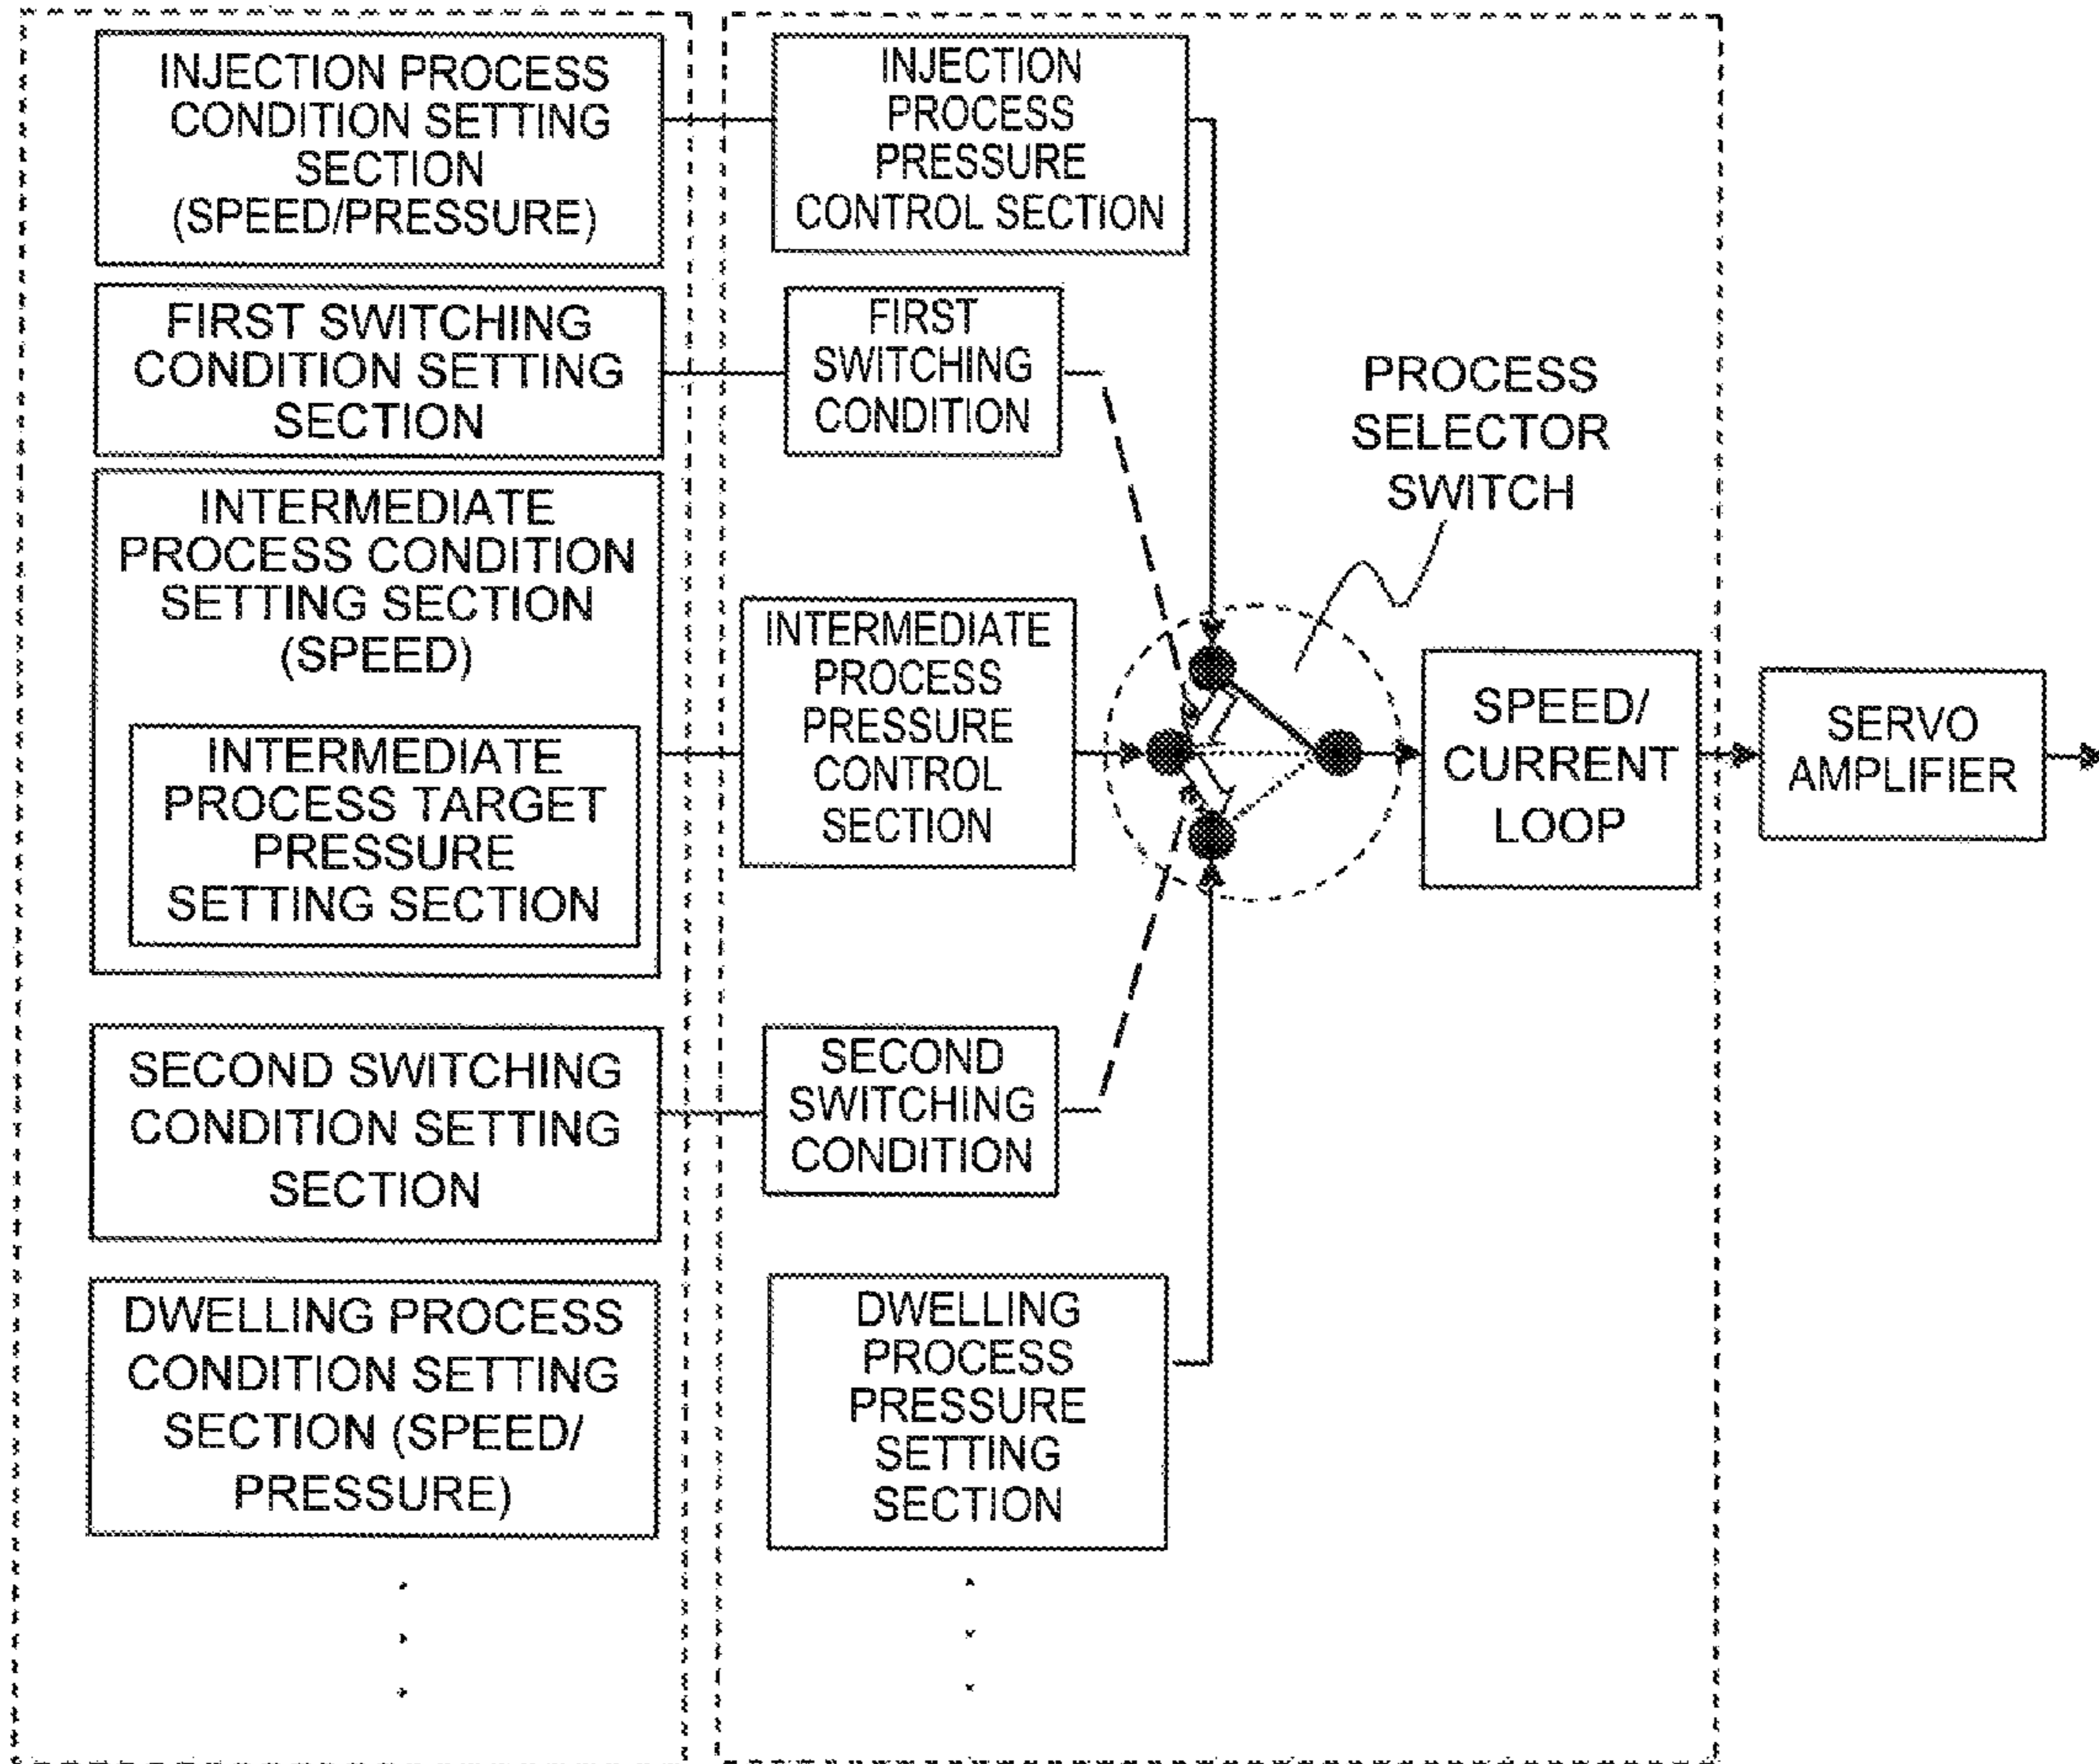 INJECTION PROCESS
CONDITION SETTING
SECTION
(SPEED/PRESSURE)
FIRST SWITCHING
CONDITION SETTING
SECTION
INTERMEDIATE
PROCESS CONDITION
SETTING SECTION
(SPEED)
INTERMEDIATE
PROCESS TARGET
PRESSURE
SETTING SECTION
SECOND SWITCHING
CONDITION SETTING
SECTION
DWELLING PROCESS
CONDITION SETTING
SECTION (SPEED/
PRESSURE)
INJECTION
PROCESS
PRESSURE
CONTROL SECTION
FIRST
SWITCHING
CONDITION
INTERMEDIATE
PROCESS
PRESSURE
CONTROL
SECTION
SECOND
SWITCHING
CONDITION
DWELLING
PROCESS
PRESSURE
SETTING
SECTION
PROCESS
SELECTOR
SWITCH
SPEED/
CURRENT
LOOP
SERVO
AMPLIFIER